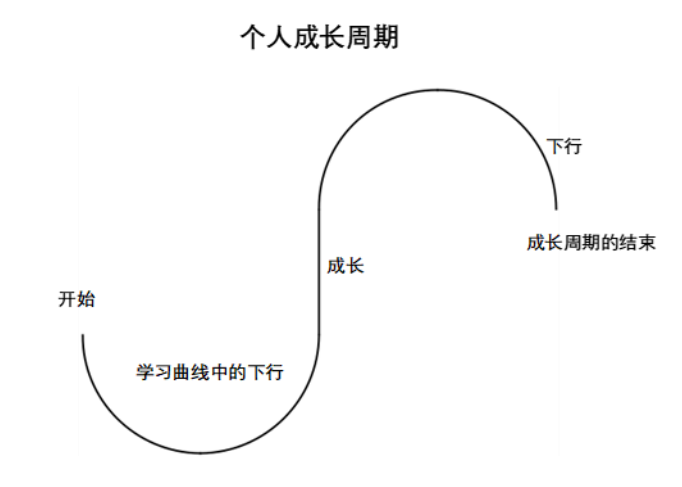 个人成长周期
下行
成长周期的结束
成长
开始
学习曲线中的下行